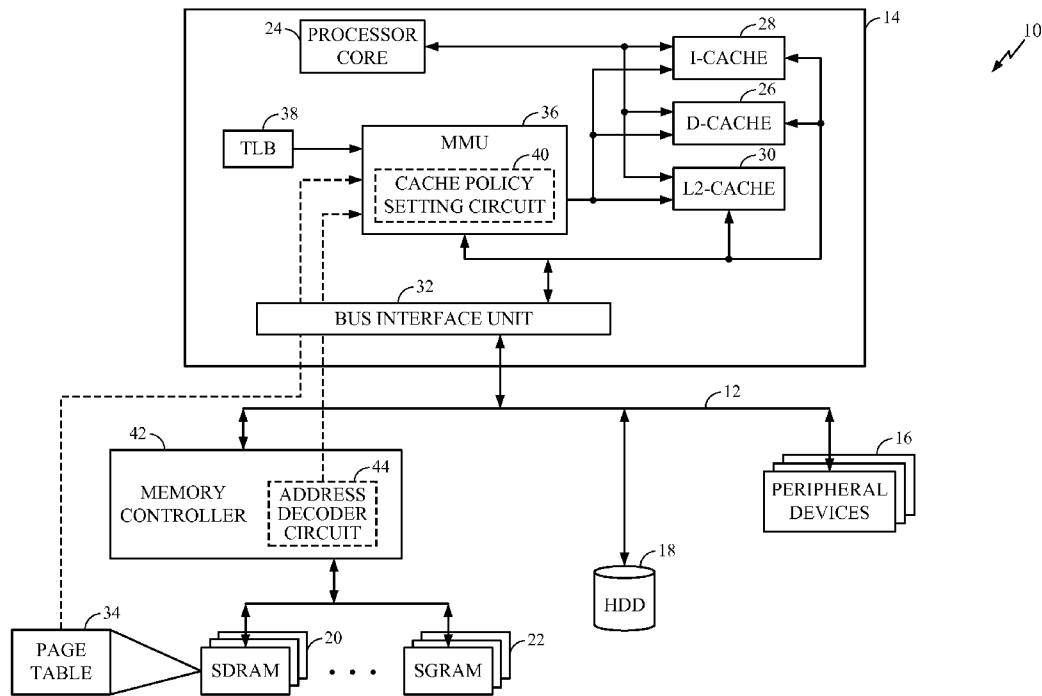 14
10
24
PROCESSOR
CORE
28
I-CACHE
26
D-CACHE
30
L2-CACHE
38
TLB
36
MMU
40
CACHE POLICY
SETTING CIRCUIT
32
BUS INTERFACE UNIT
12
42
MEMORY
CONTROLLER
44
ADDRESS
DECODER
CIRCUIT
16
PERIPHERAL
DEVICES
18
HDD
34
PAGE
TABLE
20
SDRAM
• • •
22
SGRAM